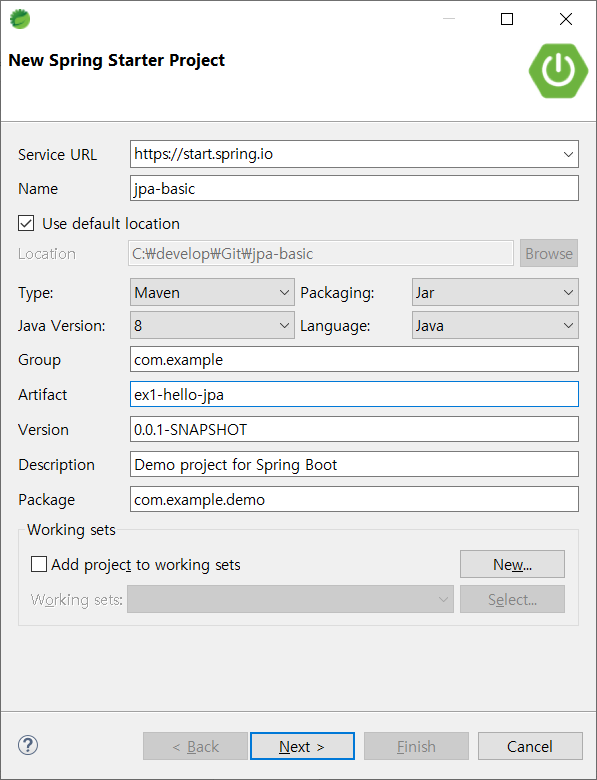 New Spring Starter Project
Service URL https://start.spring.io
Name jpa-basic
Use default location
Location C:₩develop₩Git₩jpa-basic Browse
Type: Maven Packaging: Jar
Java Version: 8 Language: Java
Group com.example
Artifact ex1-hello-jpa
Version 0.0.1-SNAPSHOT
Description Demo project for Spring Boot
Package com.example.demo
Working sets
Add project to working sets New...
Working sets: Select...
? < Back Next > Finish Cancel